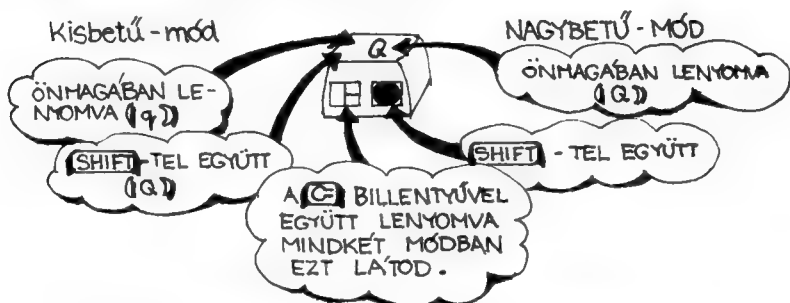 Kisbetű-mód
ÖNMAGÁBAN LE-
NYOMVA (q)
SHIFT-TEL EGYÜTT
(Q)
Q
NAGYBETŰ-MÓD
ÖNMAGÁBAN LENYOMVA
(Q)
SHIFT - TEL EGYÜTT
A C= BILLENTYŰVEL
EGYÜTT LENYOMVA
MINDKÉT MÓDBAN
EZT LÁTOD.